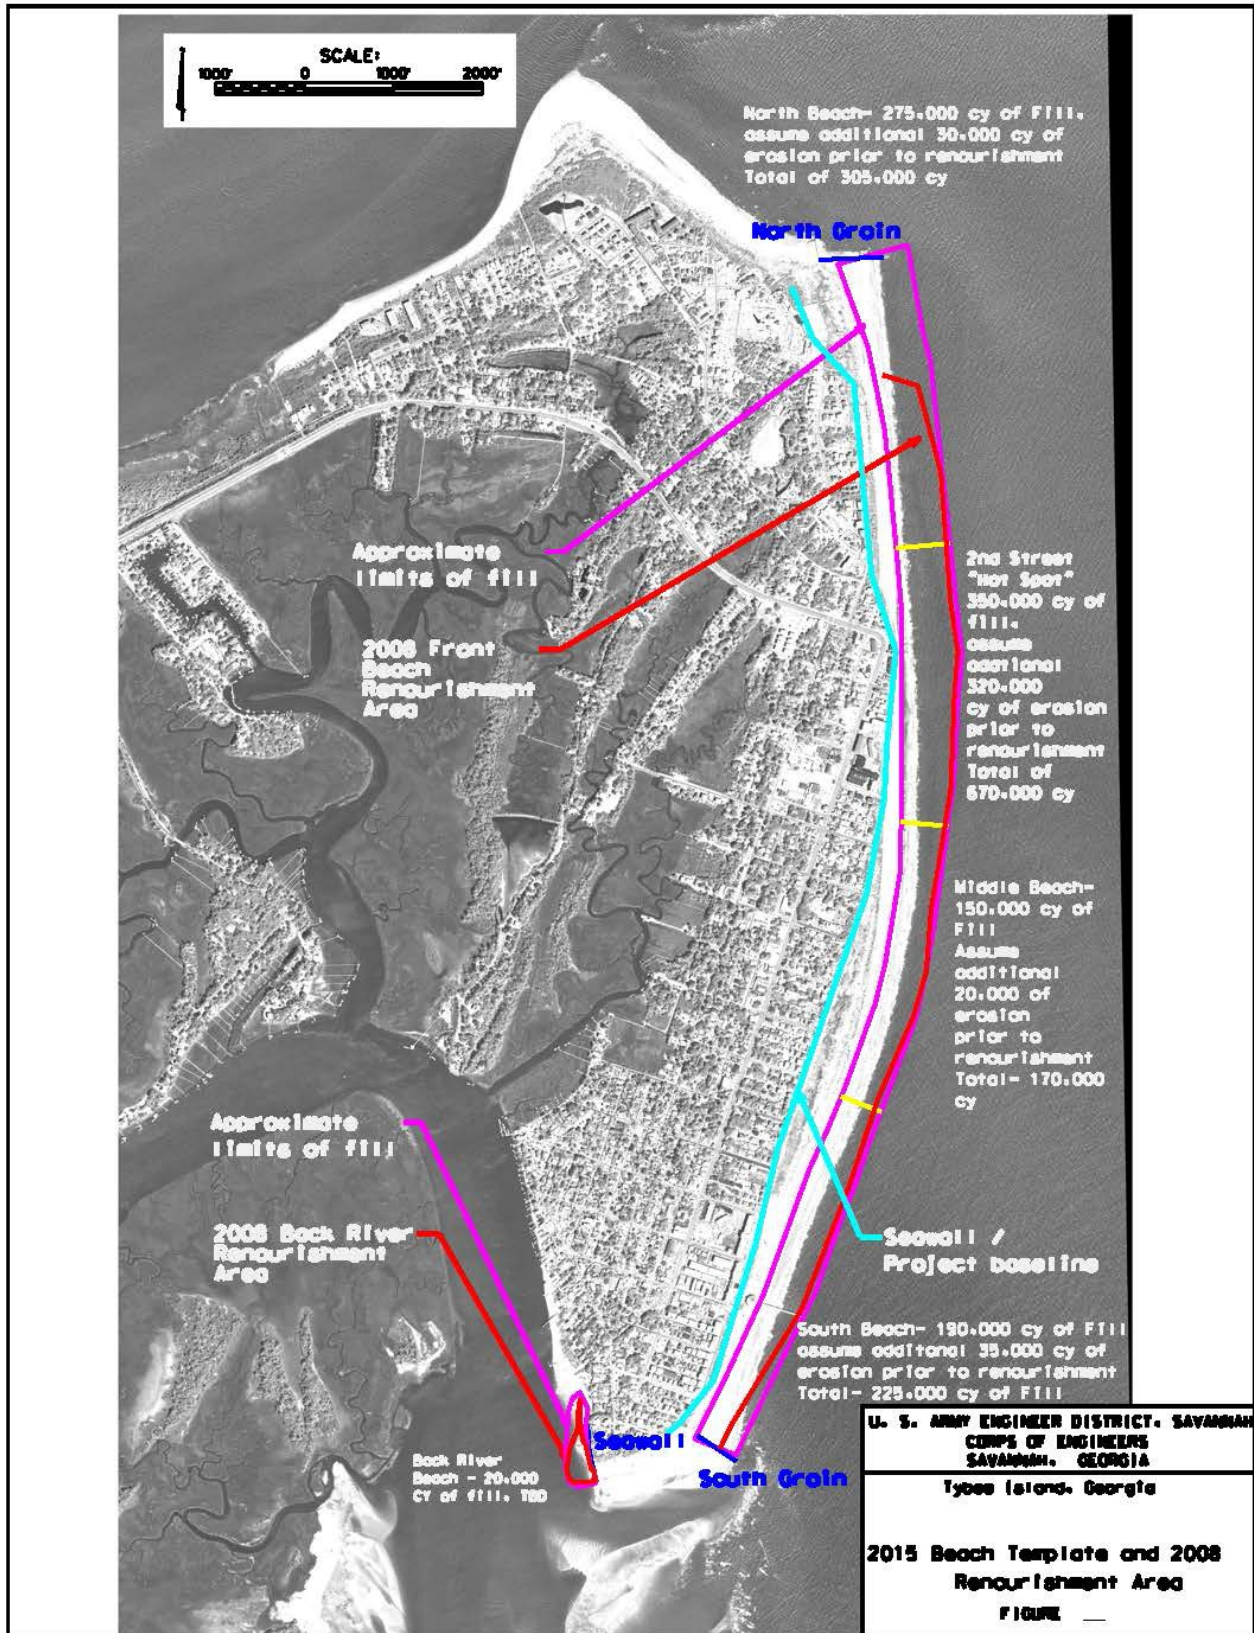 SCALE:
1000' 0 1000' 2000'
North Beach- 275,000 cy of Fill,
assume additional 30,000 cy of
erosion prior to renourishment
Total of 305,000 cy
North Groin
Approximate
limits of fill
2nd Street
"Hot Spot"
350,000 cy of
fill,
assume
addtional
320,000
cy of erosion
prior to
renourishment
Total of
670,000 cy
2008 Front
Beach
Renourishment
Area
Middle Beach-
150,000 cy of
Fill
Assume
additional
20,000 of
erosion
prior to
renourishment
Total- 170,000
cy
Approximate
limits of fill
2008 Back River
Renourishment
Area
Seawall /
Project baseline
South Beach- 190,000 cy of Fill
assume additonal 35,000 cy of
erosion prior to renourishment
Total- 225,000 cy of Fill
Seawall
South Groin
Back River
Beach - 20,000
CY of fill, TBD
U. S. ARMY ENGINEER DISTRICT, SAVANNAH
CORPS OF ENGINEERS
SAVANNAH, GEORGIA
Tybee Island, Georgia
2015 Beach Template and 2008
Renourishment Area
FIGURE __